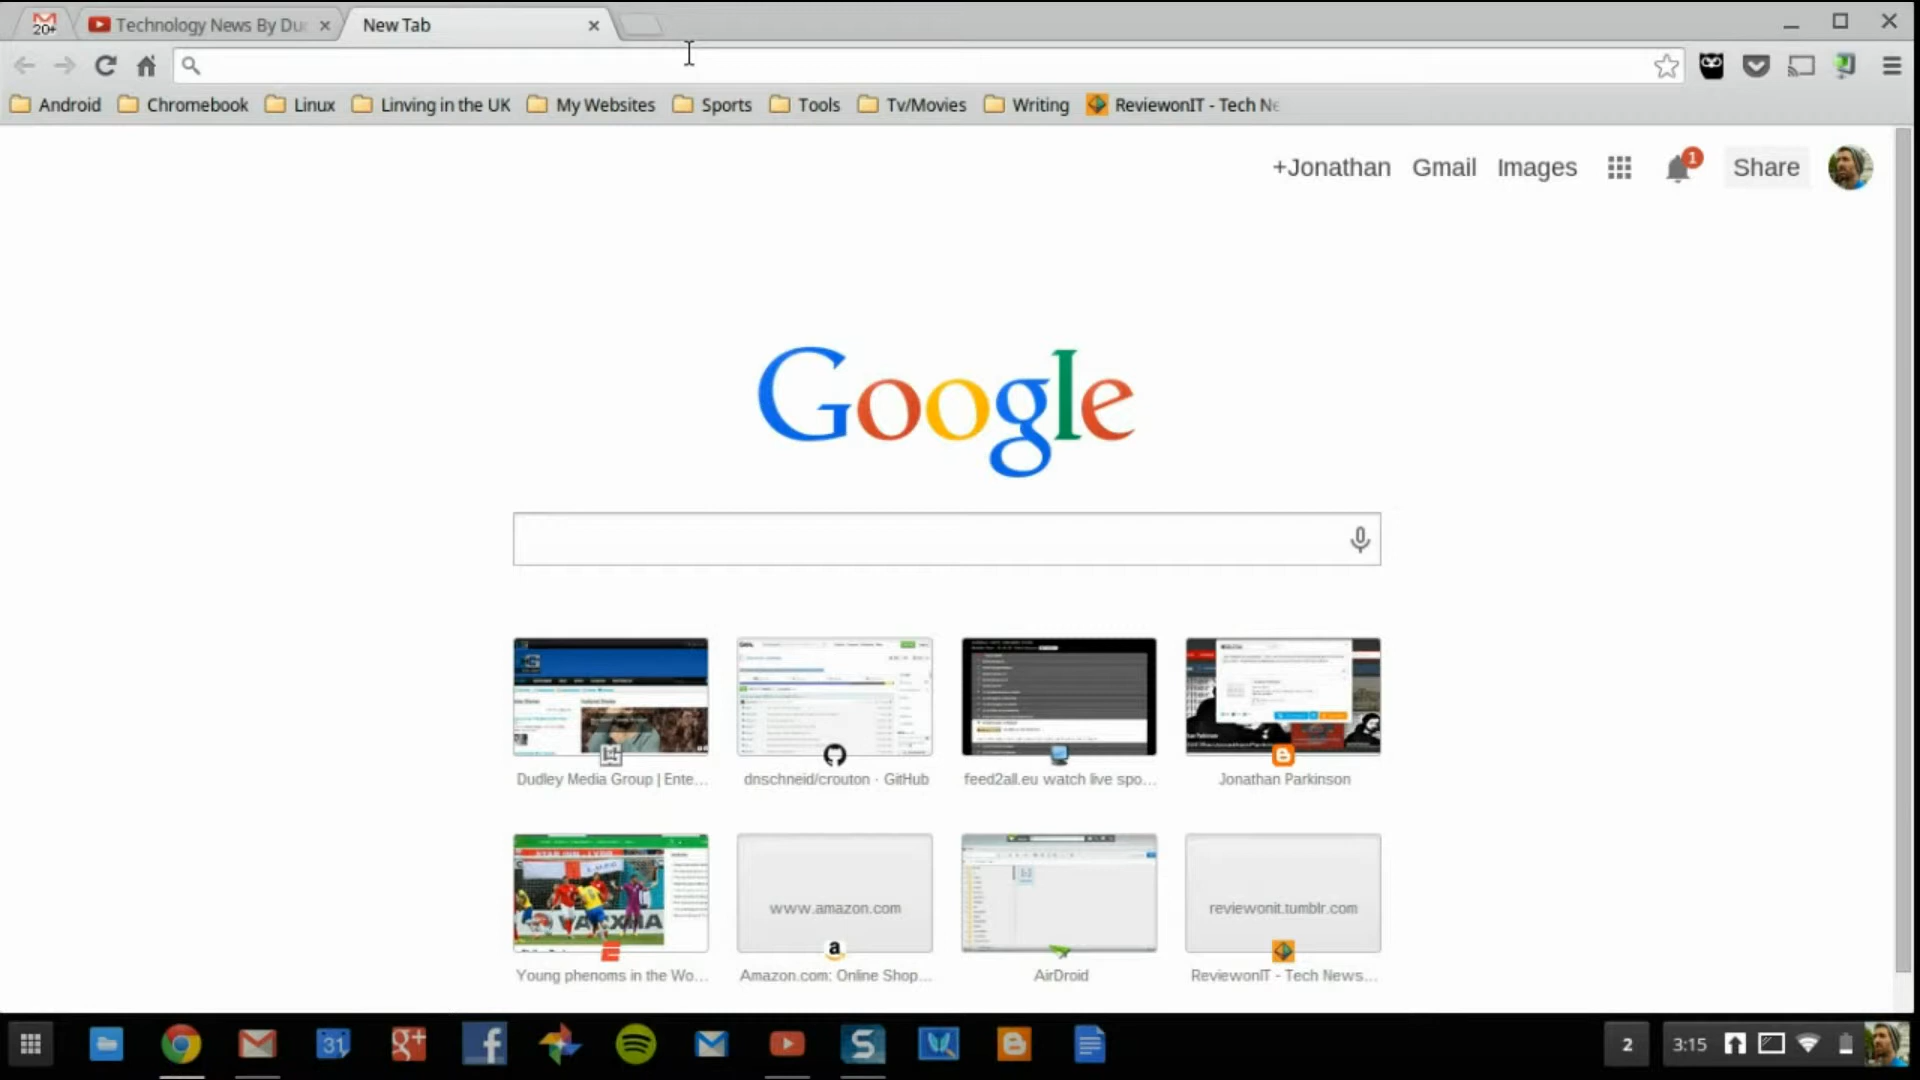 20+
Technology News By Du
New Tab
Android Chromebook Linux Linving in the UK My Websites Sports Tools Tv/Movies Writing ReviewonIT - Tech Ne
+Jonathan Gmail Images 1 Share
Google
Dudley Media Group | Ente... dnschneid/crouton · GitHub feed2all.eu watch live spo... Jonathan Parkinson
www.amazon.com reviewonit.tumblr.com
Young phenoms in the Wo... Amazon.com: Online Shop... AirDroid ReviewonIT - Tech News...
31 g+ f S B 2 3:15